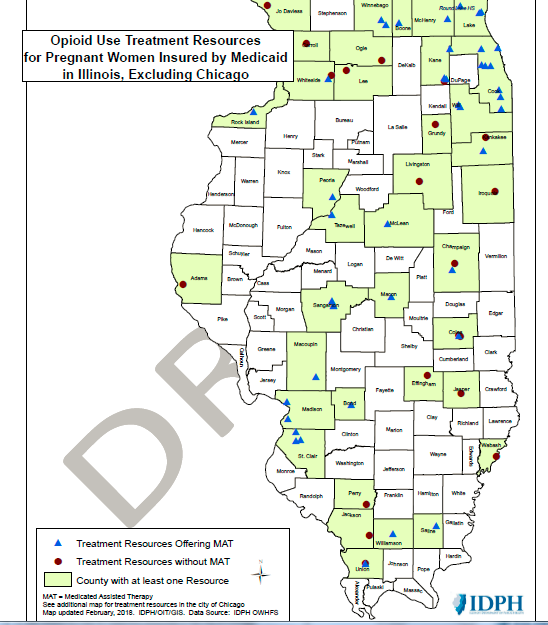 Jo Daviess
Stephenson
Winnebago
Boone
McHenry
Round Lake HS
Lake
Opioid Use Treatment Resources
for Pregnant Women Insured by Medicaid
in Illinois, Excluding Chicago
Carroll
Ogle
DeKalb
Kane
DuPage
Cook
Whiteside
Lee
Kendall
Will
Rock Island
Bureau
La Salle
Grundy
Kankakee
Mercer
Henry
Putnam
Stark
Marshall
Livingston
Knox
Warren
Henderson
Peoria
Woodford
Iroquois
Ford
Hancock
McDonough
Fulton
Tazewell
McLean
Schuyler
Mason
Logan
De Witt
Champaign
Vermilion
Adams
Brown
Cass
Menard
Piatt
Macon
Sangamon
Pike
Scott
Morgan
Christian
Moultrie
Douglas
Edgar
Coles
Shelby
Greene
Macoupin
Montgomery
Cumberland
Clark
Calhoun
Jersey
Fayette
Effingham
Jasper
Crawford
Madison
Bond
Clay
Richland
Lawrence
Clinton
Marion
Wabash
Edwards
Wayne
St. Clair
Washington
Jefferson
Monroe
Randolph
Perry
Franklin
Hamilton
White
Jackson
Williamson
Saline
Gallatin
Union
Johnson
Pope
Hardin
Alexander
Pulaski
Massac
DR
Treatment Resources Offering MAT
Treatment Resources without MAT
County with at least one Resource
N
MAT = Medicated Assisted Therapy
See additional map for treatment resources in the city of Chicago
Map updated February, 2018. IDPH/OIT/GIS. Data Source: IDPH OWHFS
IDPH